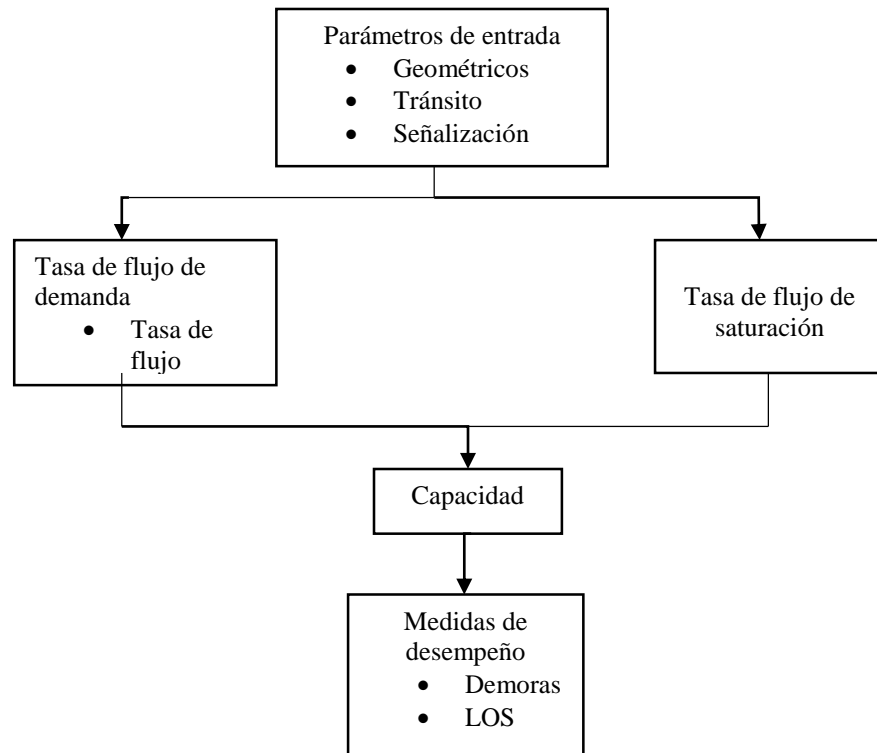 Parámetros de entrada
• Geométricos
• Tránsito
• Señalización
Tasa de flujo de
demanda
• Tasa de
flujo
Tasa de flujo de
saturación
Capacidad
Medidas de
desempeño
• Demoras
• LOS